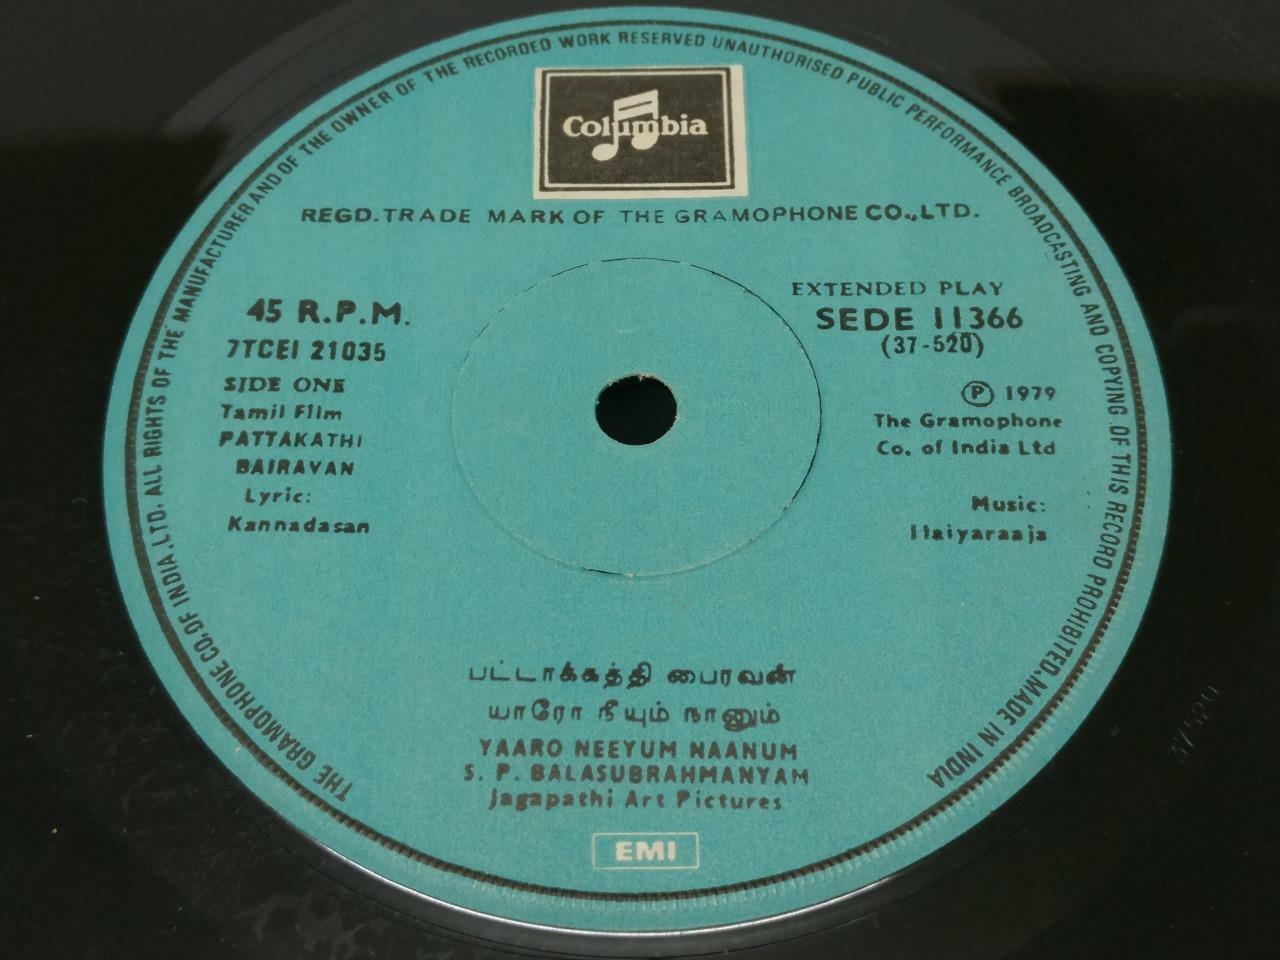 THE GRAMOPHONE CO.OF INDIA.LTD. ALL RIGHTS OF THE MANUFACTURER AND OF THE OWNER OF THE RECORDED WORK RESERVED UNAUTHORISED PUBLIC PERFORMANCE BROADCASTING AND COPYING OF THIS RECORD PROHIBITED.MADE IN INDIA
Columbia
REGD.TRADE MARK OF THE GRAMOPHONE CO.,LTD.
45 R.P.M.
7TCEI 21035
SIDE ONE
Tamil Film
PATTAKATHI
BAIRAVAN
Lyric:
Kannadasan
EXTENDED PLAY
SEDE 11366
(37-520)
Ⓟ 1979
The Gramophone
Co. of India Ltd
Music:
Ilaiyaraaja
பட்டாக்கத்தி பைரவன்
யாரோ நீயும் நானும்
YAARO NEEYUM NAANUM
S. P. BALASUBRAHMANYAM
Jagapathi Art Pictures
EMI
37520